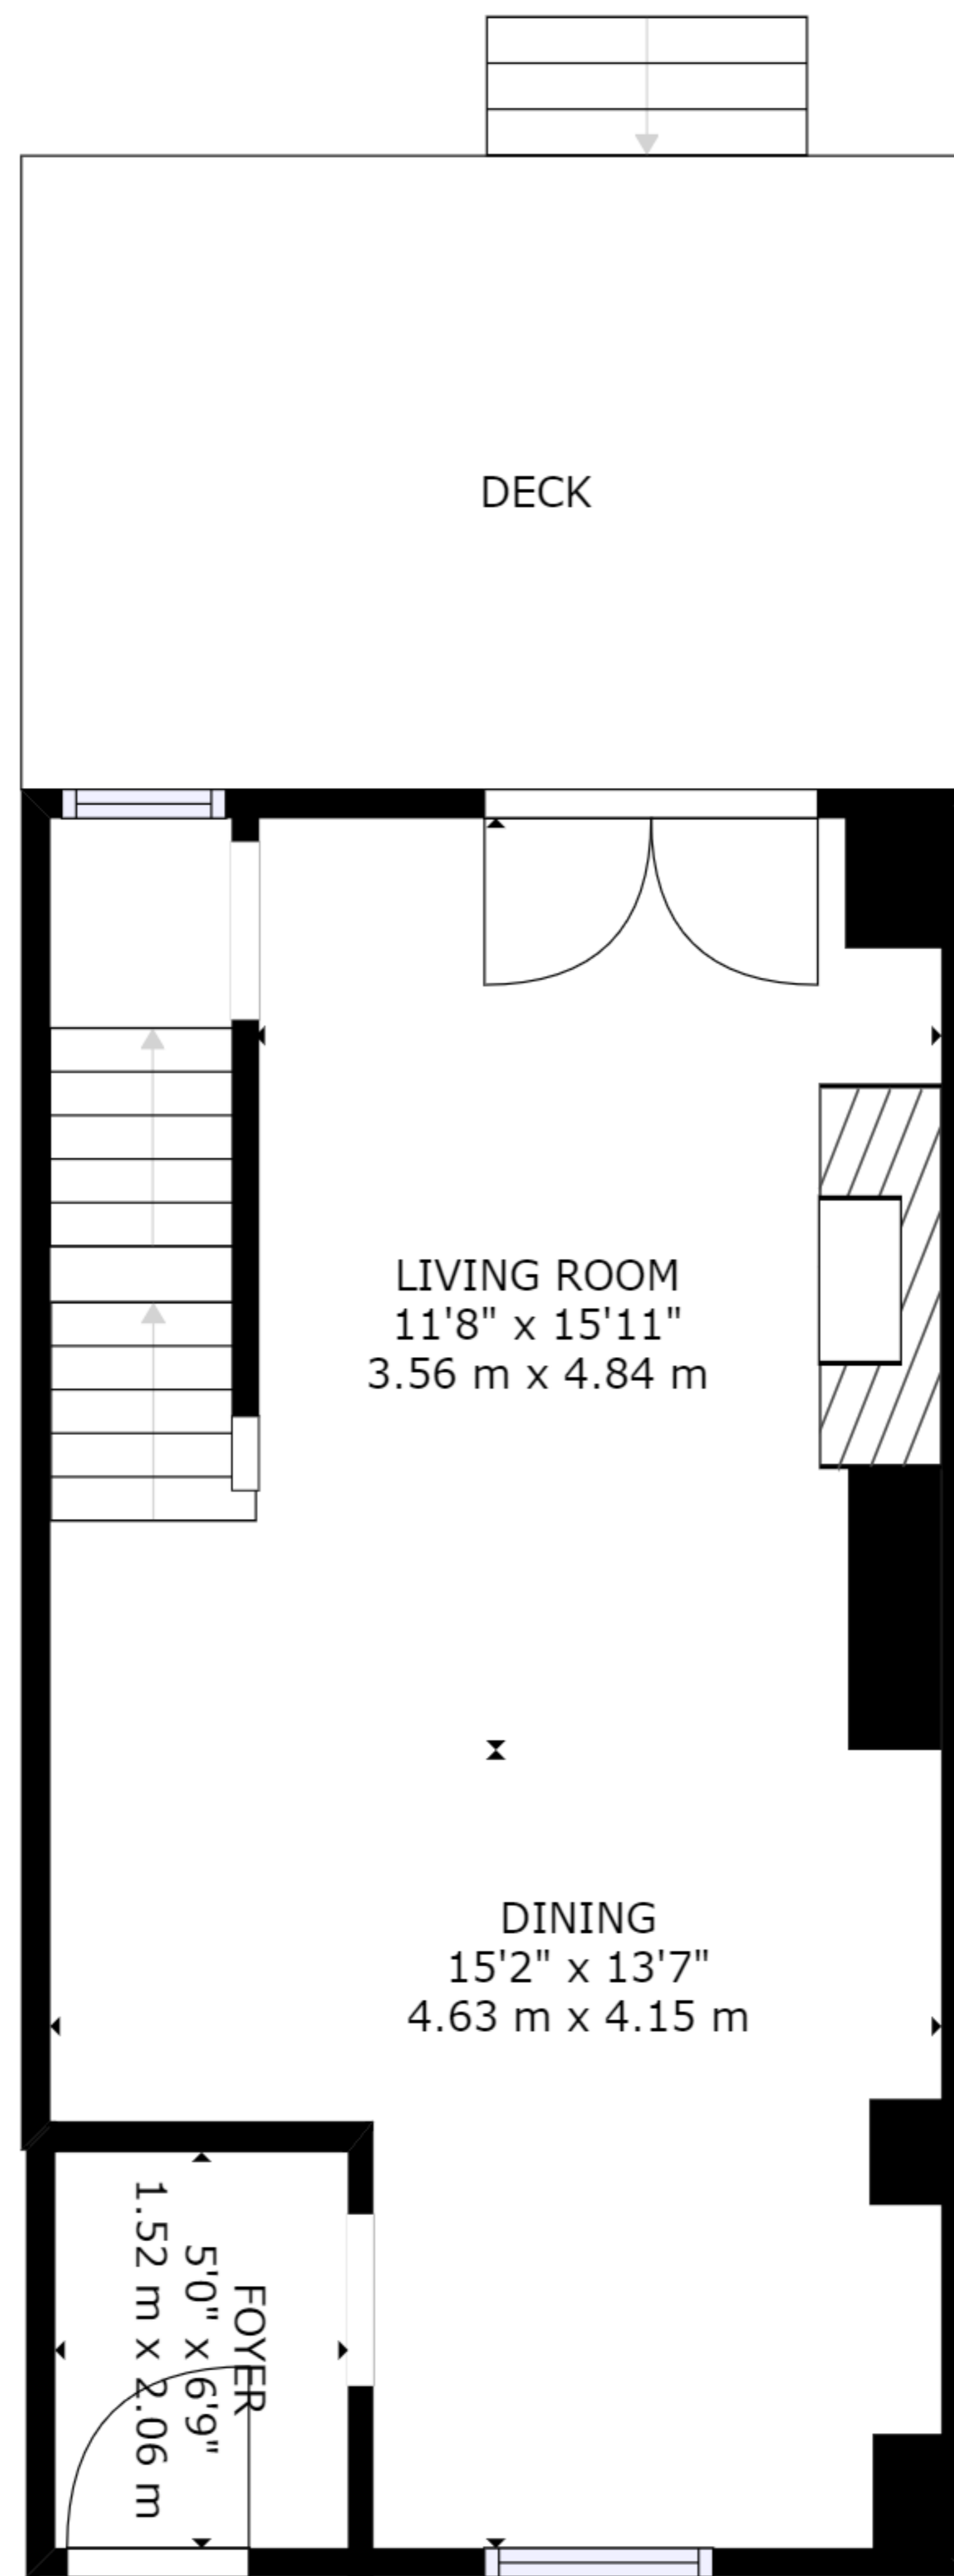 DECK
LIVING ROOM
11'8" x 15'11"
3.56 m x 4.84 m
DINING
15'2" x 13'7"
4.63 m x 4.15 m
FOYER
5'0" x 6'9"
1.52 m x 2.06 m